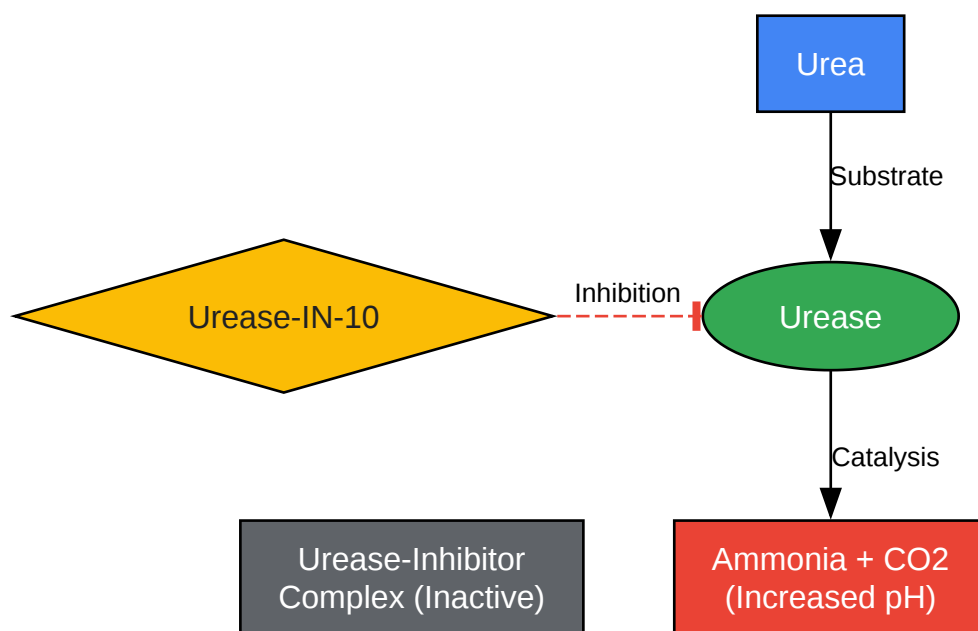 Urea
Substrate
Inhibition
Urease-IN-10
Urease
Catalysis
Urease-Inhibitor
Complex (Inactive)
Ammonia + CO2
(Increased pH)